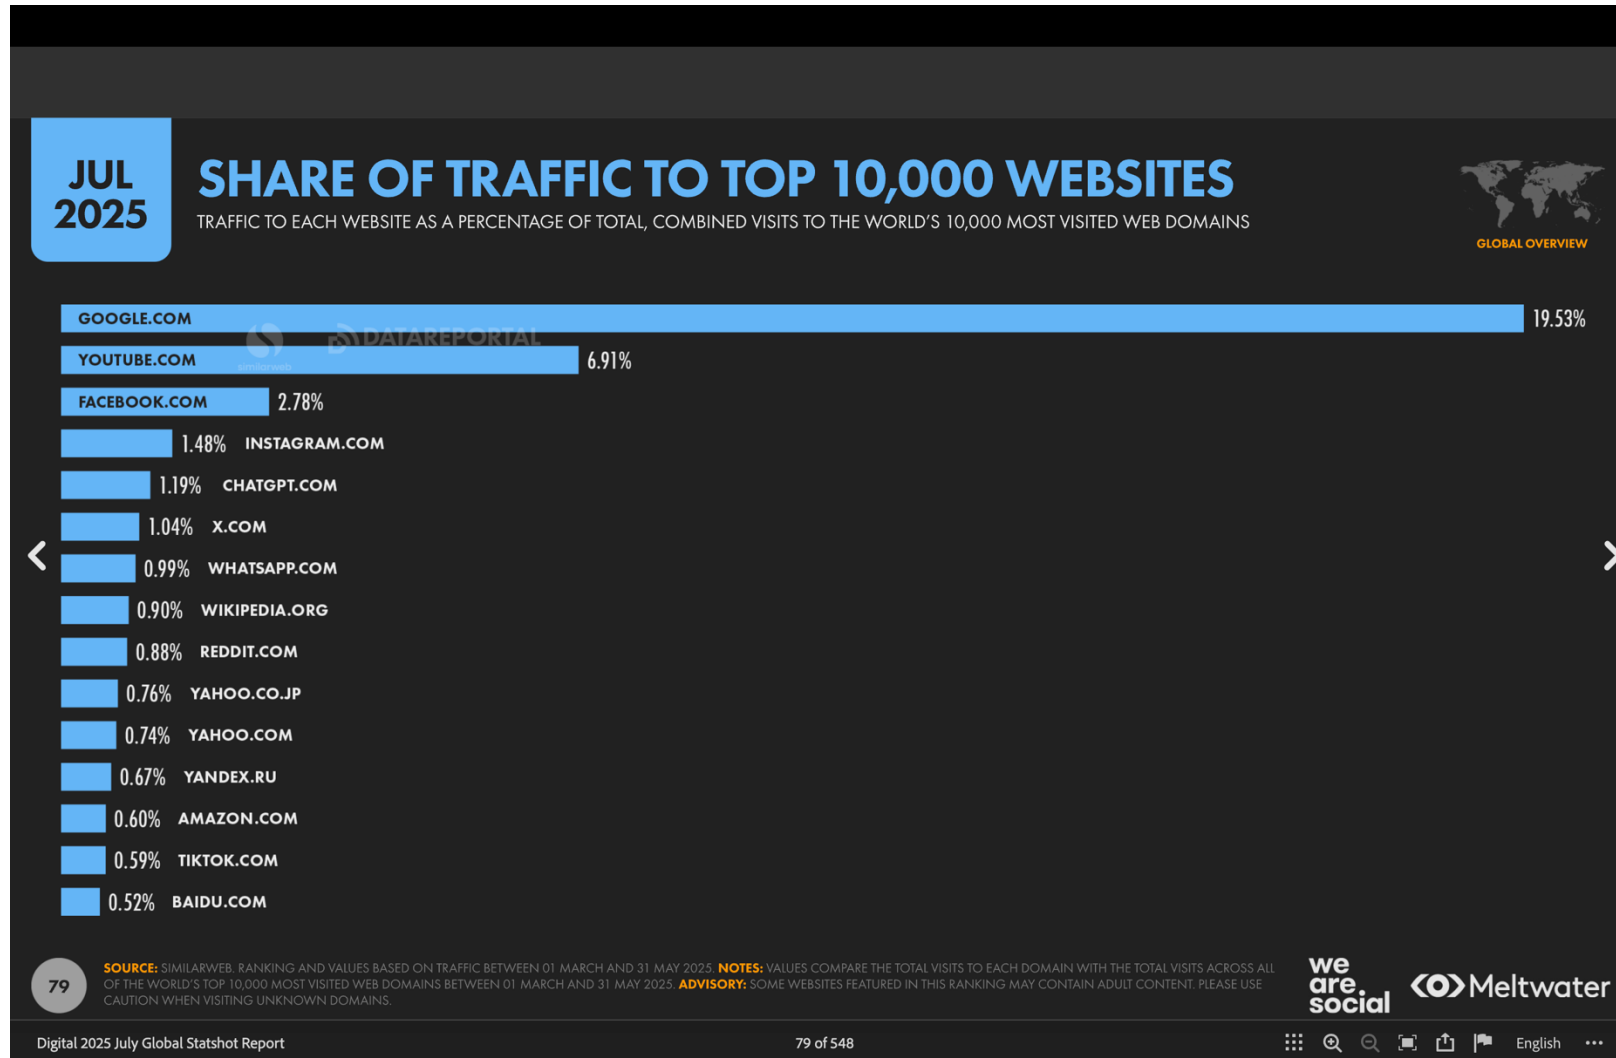 JUL
2025
SHARE OF TRAFFIC TO TOP 10,000 WEBSITES
TRAFFIC TO EACH WEBSITE AS A PERCENTAGE OF TOTAL, COMBINED VISITS TO THE WORLD'S 10,000 MOST VISITED WEB DOMAINS
GLOBAL OVERVIEW
GOOGLE.COM 19.53%
similarweb DATAREPORTAL
YOUTUBE.COM 6.91%
FACEBOOK.COM 2.78%
1.48% INSTAGRAM.COM
1.19% CHATGPT.COM
1.04% X.COM
0.99% WHATSAPP.COM
0.90% WIKIPEDIA.ORG
0.88% REDDIT.COM
0.76% YAHOO.CO.JP
0.74% YAHOO.COM
0.67% YANDEX.RU
0.60% AMAZON.COM
0.59% TIKTOK.COM
0.52% BAIDU.COM
79
SOURCE: SIMILARWEB. RANKING AND VALUES BASED ON TRAFFIC BETWEEN 01 MARCH AND 31 MAY 2025. NOTES: VALUES COMPARE THE TOTAL VISITS TO EACH DOMAIN WITH THE TOTAL VISITS ACROSS ALL
OF THE WORLD'S TOP 10,000 MOST VISITED WEB DOMAINS BETWEEN 01 MARCH AND 31 MAY 2025. ADVISORY: SOME WEBSITES FEATURED IN THIS RANKING MAY CONTAIN ADULT CONTENT. PLEASE USE
CAUTION WHEN VISITING UNKNOWN DOMAINS.
we
are.
social
Meltwater
Digital 2025 July Global Statshot Report
79 of 548
English